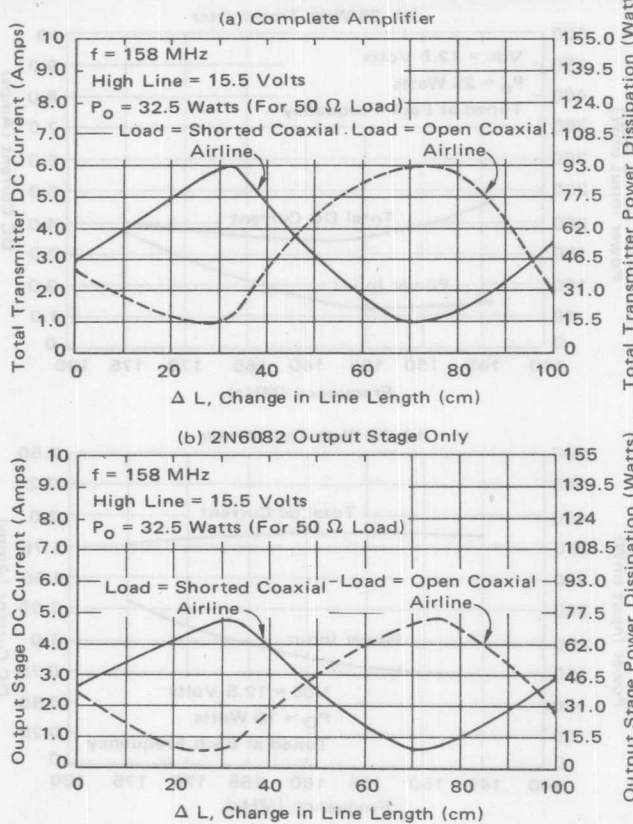 (a) Complete Amplifier
Total Transmitter DC Current (Amps)
10
9.0
8.0
7.0
6.0
5.0
4.0
3.0
2.0
1.0
0
f = 158 MHz
High Line = 15.5 Volts
PO = 32.5 Watts (For 50 Ω Load)
Load = Shorted Coaxial Airline
Load = Open Coaxial Airline
155.0
139.5
124.0
108.5
93.0
77.5
62.0
46.5
31.0
15.5
0
Total Transmitter Power Dissipation (Watts)
0 20 40 60 80 100
Δ L, Change in Line Length (cm)
(b) 2N6082 Output Stage Only
Output Stage DC Current (Amps)
10
9.0
8.0
7.0
6.0
5.0
4.0
3.0
2.0
1.0
0
f = 158 MHz
High Line = 15.5 Volts
PO = 32.5 Watts (For 50 Ω Load)
Load = Shorted Coaxial Airline
Load = Open Coaxial Airline
155
139.5
124
108.5
93.0
77.5
62.0
46.5
31.0
15.5
0
Output Stage Power Dissipation (Watts)
0 20 40 60 80 100
Δ L, Change in Line Length (cm)